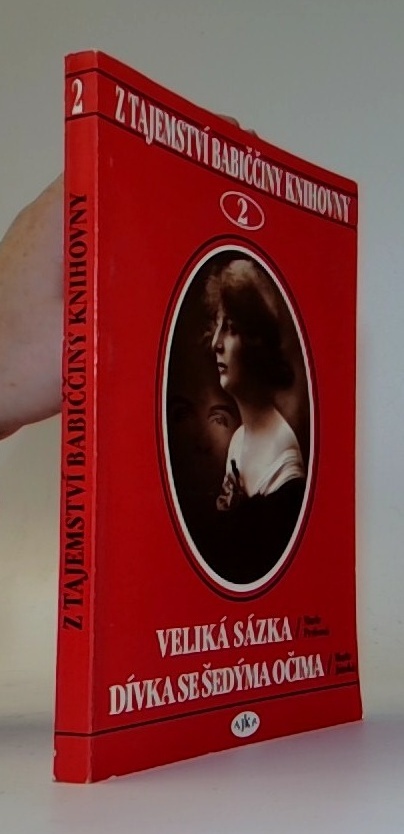 2
Z TAJEMSTVÍ BABIČČINY KNIHOVNY
Z TAJEMSTVÍ BABIČČINY KNIHOVNY
2
VELIKÁ SÁZKA /
DÍVKA SE ŠEDÝMA OČIMA /
AJKA